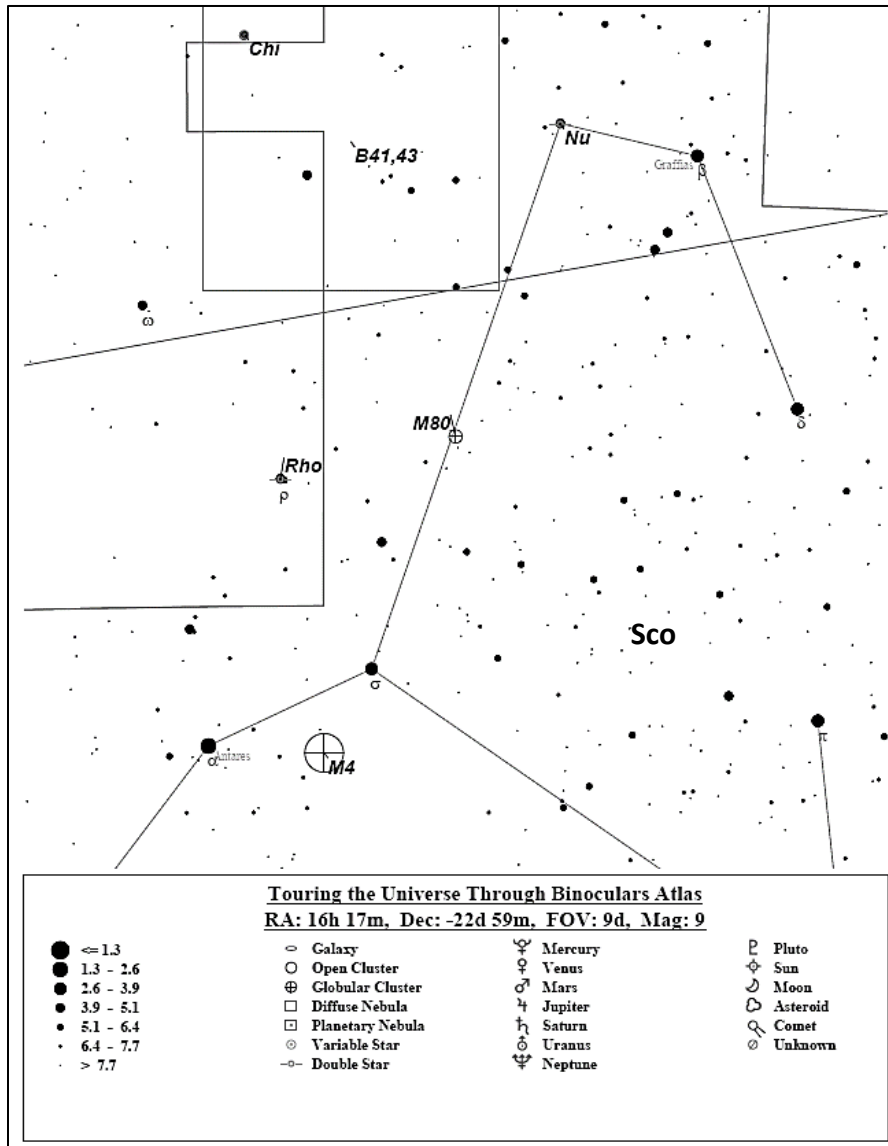 Chi
B41,43
Nu
Graffias
β
ω
δ
M80
Rho
ρ
Sco
σ
π
α
Antares
M4
Touring the Universe Through Binoculars Atlas
RA: 16h 17m, Dec: -22d 59m, FOV: 9d, Mag: 9
<= 1.3
1.3 - 2.6
2.6 - 3.9
3.9 - 5.1
5.1 - 6.4
6.4 - 7.7
> 7.7
Galaxy
Open Cluster
Globular Cluster
Diffuse Nebula
Planetary Nebula
Variable Star
Double Star
Mercury
Venus
Mars
Jupiter
Saturn
Uranus
Neptune
Pluto
Sun
Moon
Asteroid
Comet
Unknown